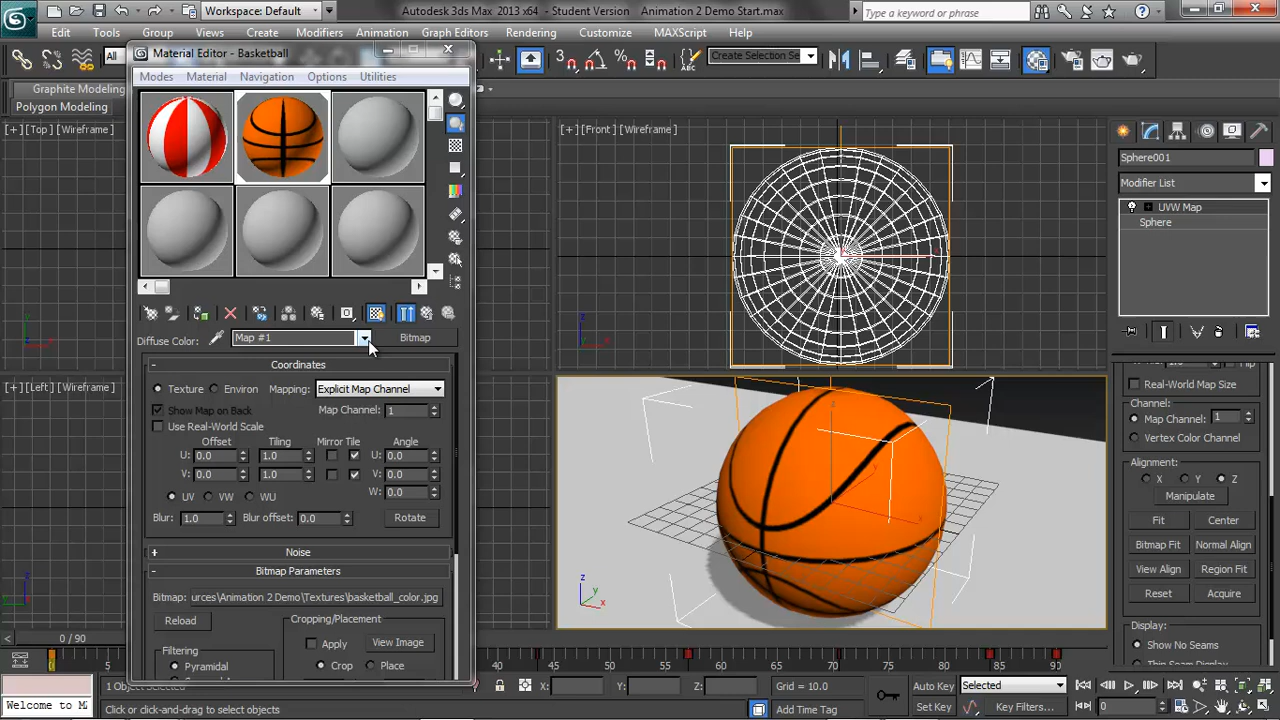 Workspace: Default
Autodesk 3ds Max 2013 x64 - Student Version Animation 2 Demo Start.max
Type a keyword or phrase
Edit Tools Group Views Create Modifiers Animation Graph Editors Rendering Customize MAXScript Help
Material Editor - Basketball
All
Create Selection Se
Modes Material Navigation Options Utilities
Graphite Modeling
Polygon Modeling
[+] [Top] [Wireframe]
[+] [Front] [Wireframe]
Sphere001
Modifier List
UVW Map
Sphere
Diffuse Color: Map #1 Bitmap
Coordinates
Texture Environ Mapping: Explicit Map Channel
Show Map on Back Map Channel: 1
Use Real-World Scale
Offset Tiling Mirror Tile Angle
U: 0.0 1.0 U: 0.0
V: 0.0 1.0 V: 0.0
W: 0.0
UV VW WU
Blur: 1.0 Blur offset: 0.0 Rotate
Noise
Bitmap Parameters
Bitmap: urces\Animation 2 Demo\Textures\basketball_color.jpg
Reload
Cropping/Placement
Apply View Image
Filtering
Pyramidal
Crop Place
[+] [Left] [Wireframe]
Real-World Map Size
Channel:
Map Channel: 1
Vertex Color Channel
Alignment:
X Y Z
Manipulate
Fit Center
Bitmap Fit Normal Align
View Align Region Fit
Reset Acquire
Display:
Show No Seams
Thin Seam Display
0 / 90
0 5 40 45 50 55 60 65 70 75 80 85 90
1 Object Selected
X: Y: Z: Grid = 10.0
Auto Key Selected
Welcome to M
Click or click-and-drag to select objects
Add Time Tag
Set Key Key Filters... 0